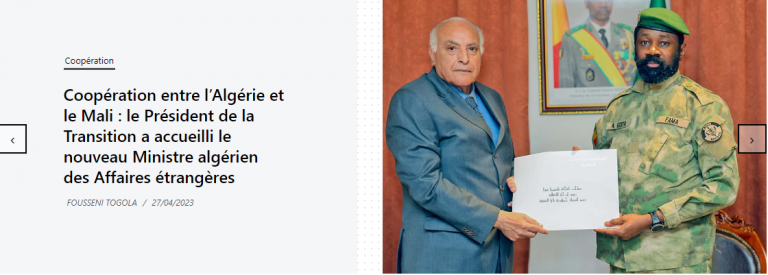 Coopération
Coopération entre l'Algérie et
le Mali : le Président de la
Transition a accueilli le
nouveau Ministre algérien
des Affaires étrangères
FOUSSENI TOGOLA / 27/04/2023
A. GOITA
FAMA